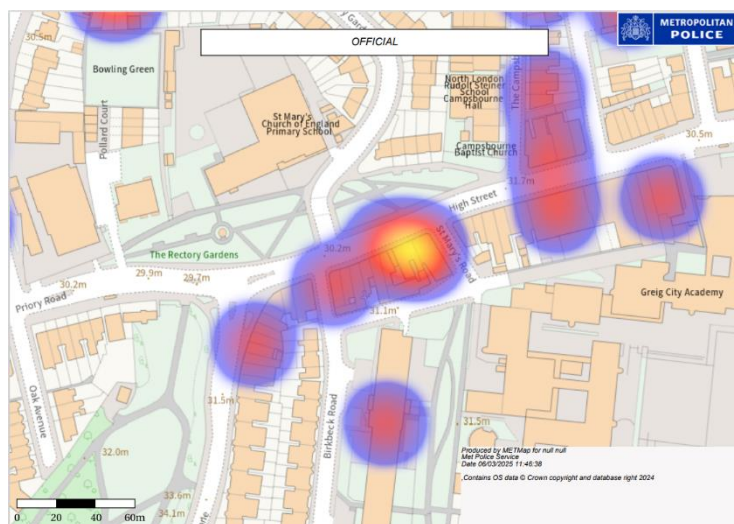 30.5m
OFFICIAL
METROPOLITAN
POLICE
Bowling Green
North London
Rudolf Steiner
School
Campsbourne
Hall
Pollard Court
St Mary's
Church of England
Primary School
Campsbourne
Baptist Church
30.5m
31.7m
High Street
St Mary's Road
The Rectory Gardens
30.2m
29.9m
29.7m
30.2m
Priory Road
Greig City Academy
31.1m
Oak Avenue
31.5m
Birkbeck Road
31.5m
32.0m
33.6m
34.1m
Produced by METMap for null null
Met Police Service
Date 06/03/2025 11:46:38
Contains OS data © Crown copyright and database right 2024
0 20 40 60m